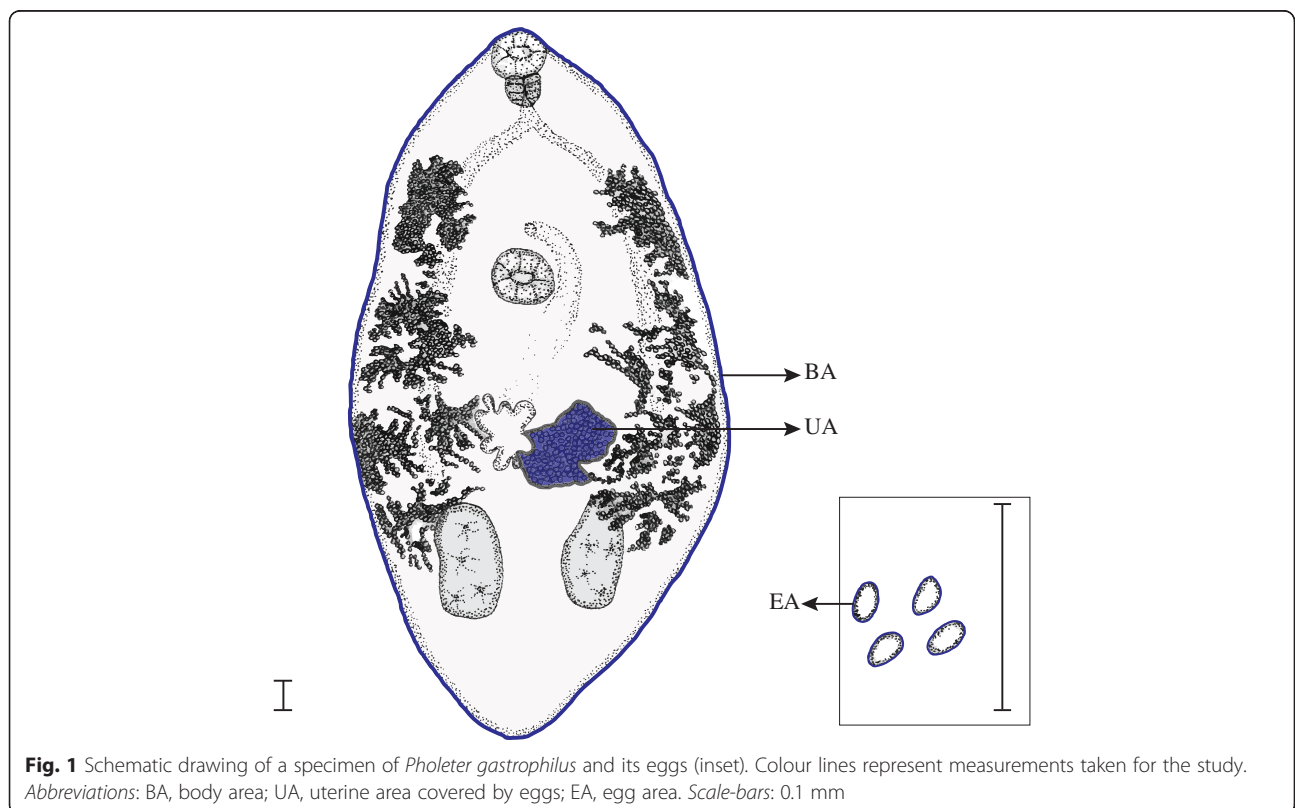 BA
UA
EA
Fig. 1 Schematic drawing of a specimen of Pholeter gastrophilus and its eggs (inset). Colour lines represent measurements taken for the study.
Abbreviations: BA, body area; UA, uterine area covered by eggs; EA, egg area. Scale-bars: 0.1 mm